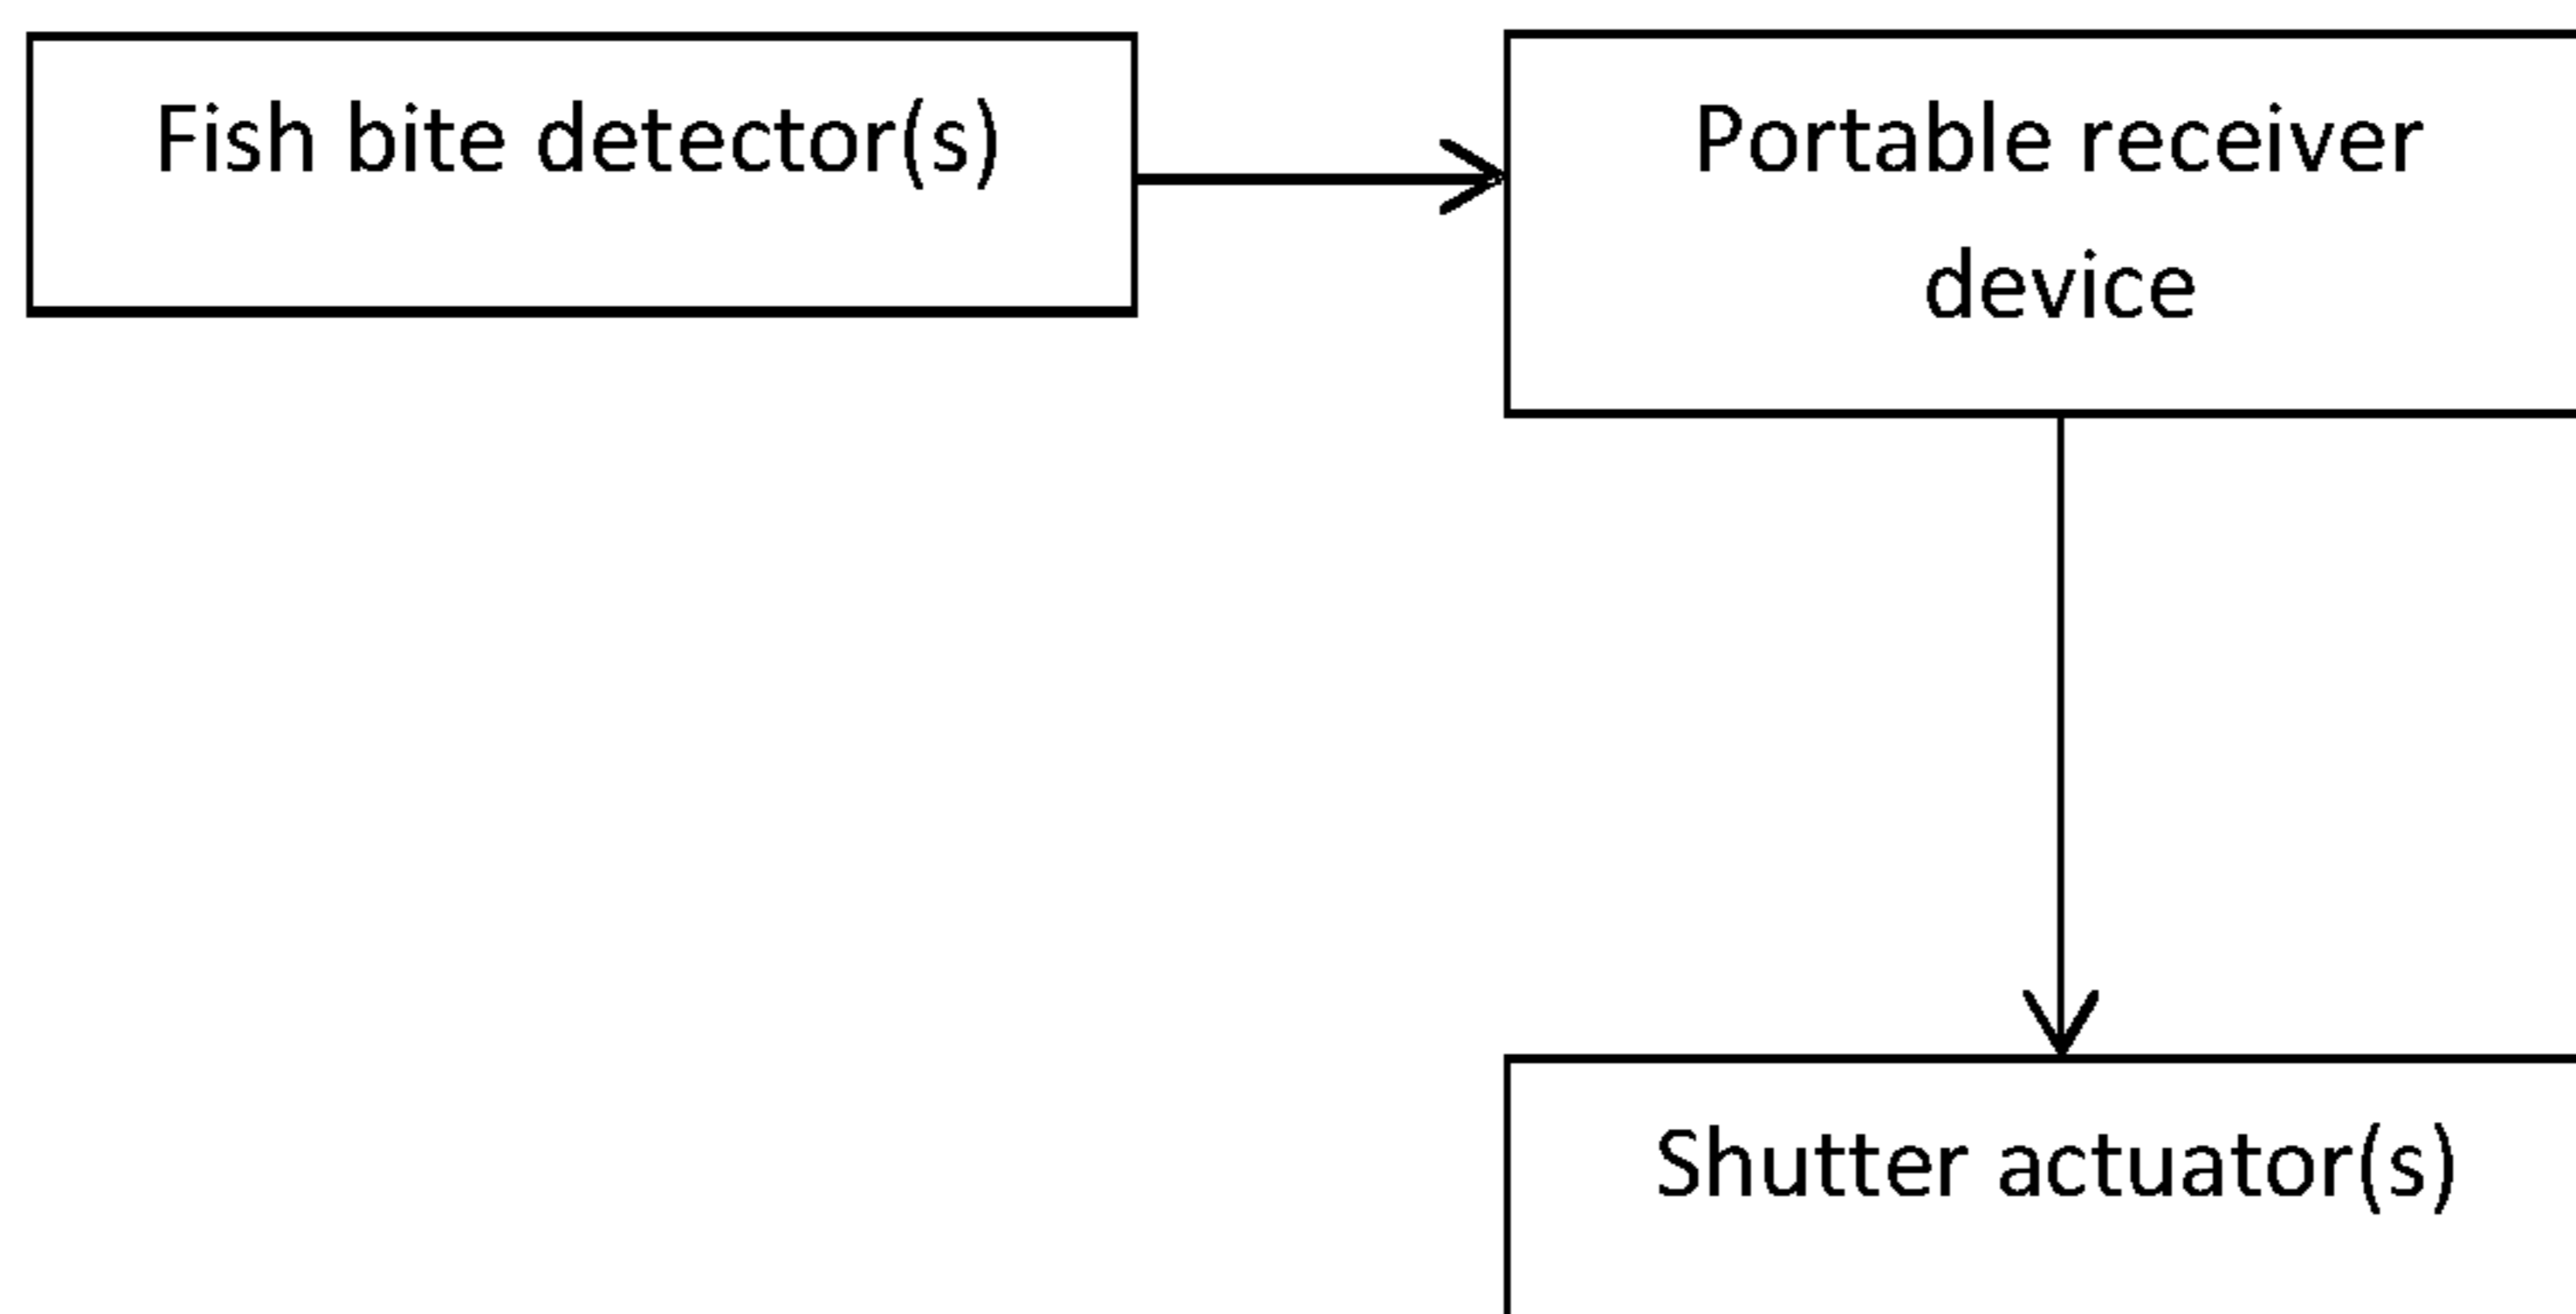 Fish bite detector(s)
Portable receiver
device
Shutter actuator(s)